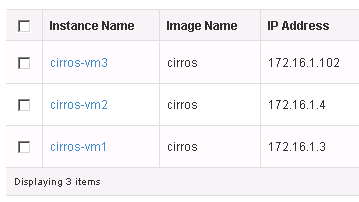 Instance Name Image Name IP Address
cirros-vm3 cirros 172.16.1.102
cirros-vm2 cirros 172.16.1.4
cirros-vm1 cirros 172.16.1.3
Displaying 3 items